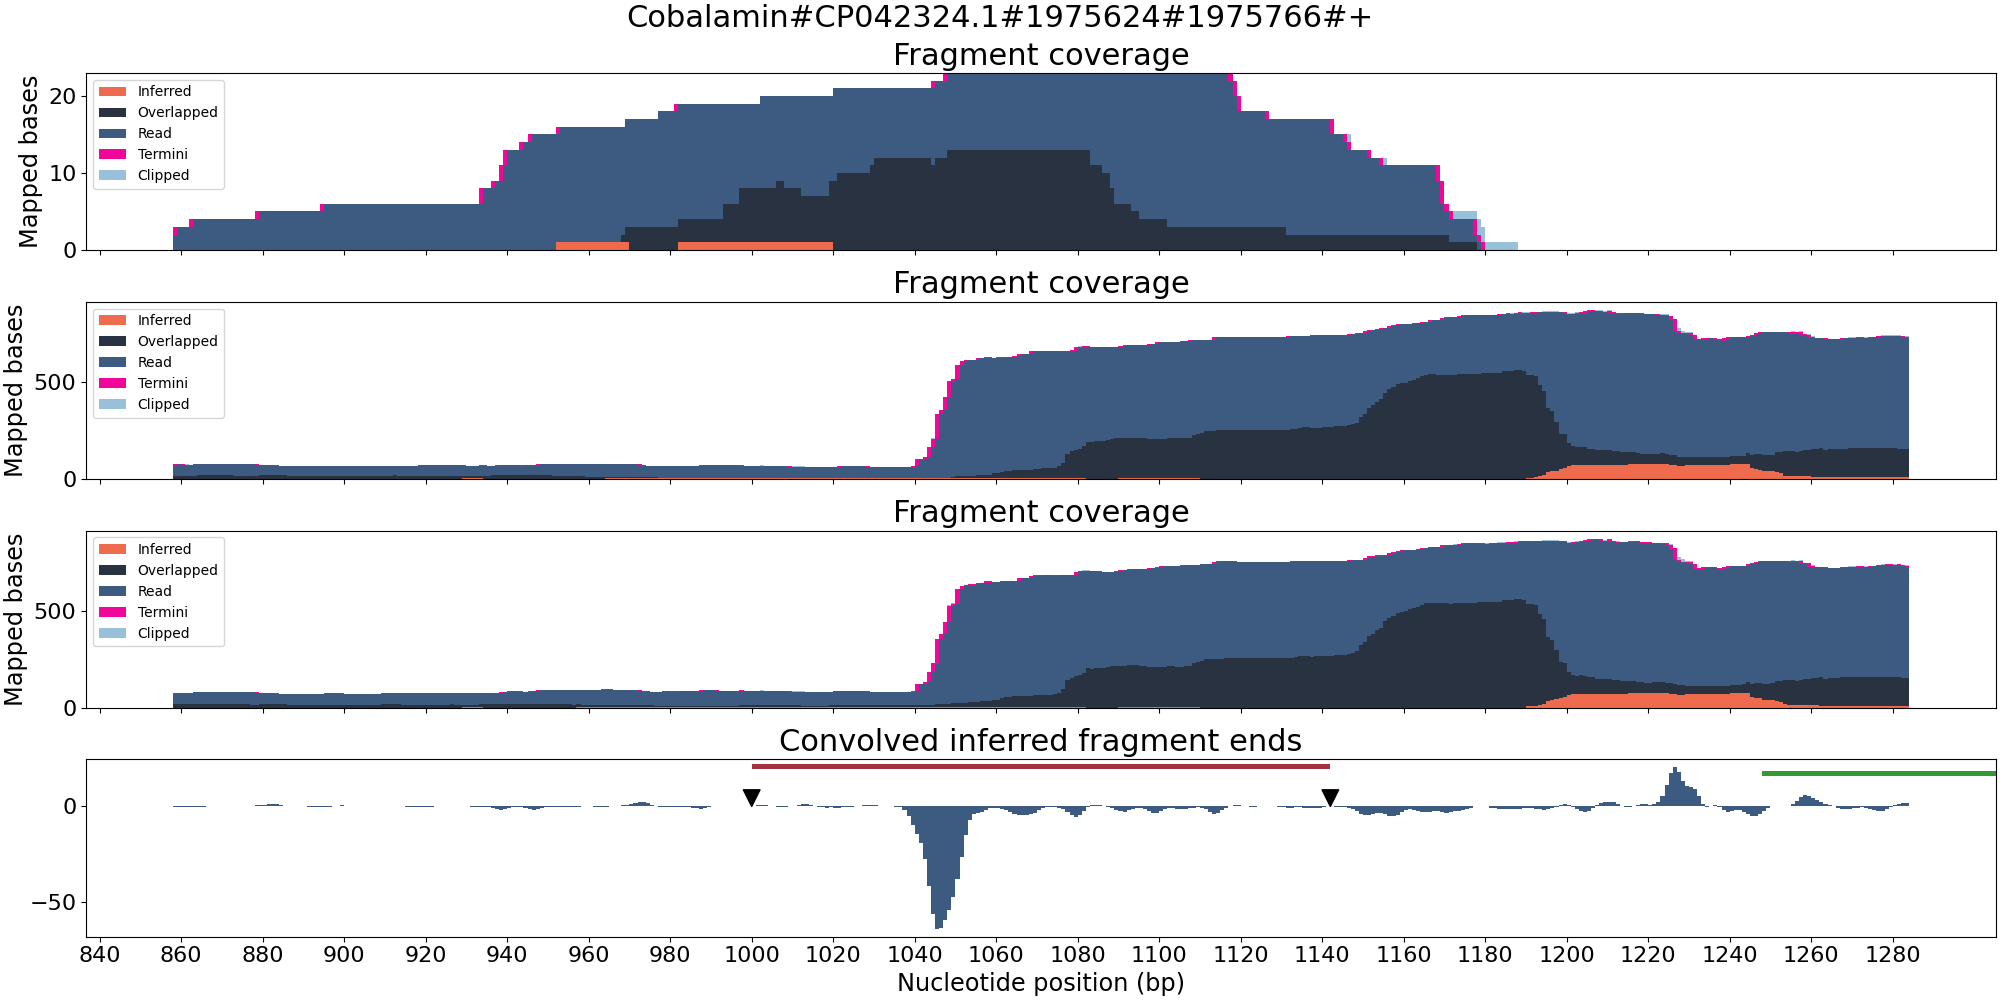 Cobalamin#CP042324.1#1975624#1975766#+
Fragment coverage
Mapped bases
20
10
0
Inferred
Overlapped
Read
Termini
Clipped
Fragment coverage
Mapped bases
500
0
Inferred
Overlapped
Read
Termini
Clipped
Fragment coverage
Mapped bases
500
0
Inferred
Overlapped
Read
Termini
Clipped
Convolved inferred fragment ends
0
−50
840 860 880 900 920 940 960 980 1000 1020 1040 1060 1080 1100 1120 1140 1160 1180 1200 1220 1240 1260 1280
Nucleotide position (bp)